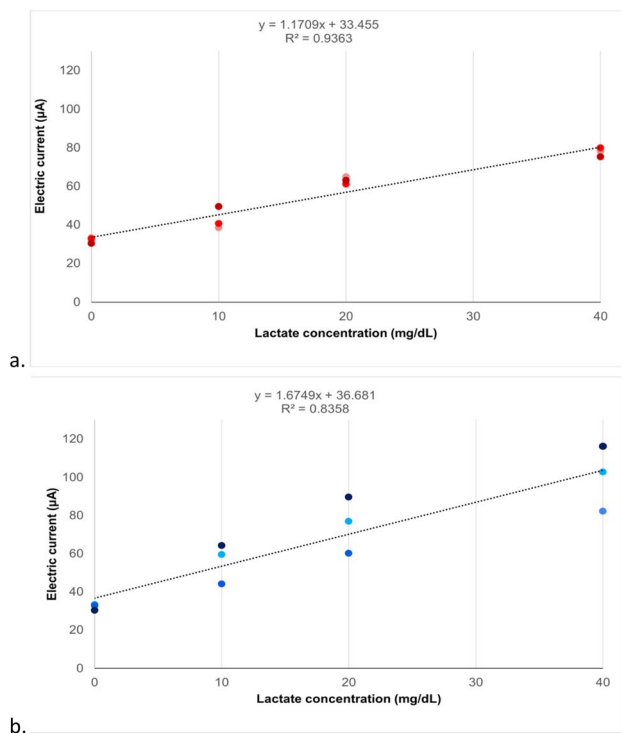 y = 1.1709x + 33.455
R² = 0.9363
120
100
80
60
40
20
0
Electric current (µA)
0 10 20 30 40
Lactate concentration (mg/dL)
a.
y = 1.6749x + 36.681
R² = 0.8358
120
100
80
60
40
20
0
Electric current (µA)
0 10 20 30 40
Lactate concentration (mg/dL)
b.